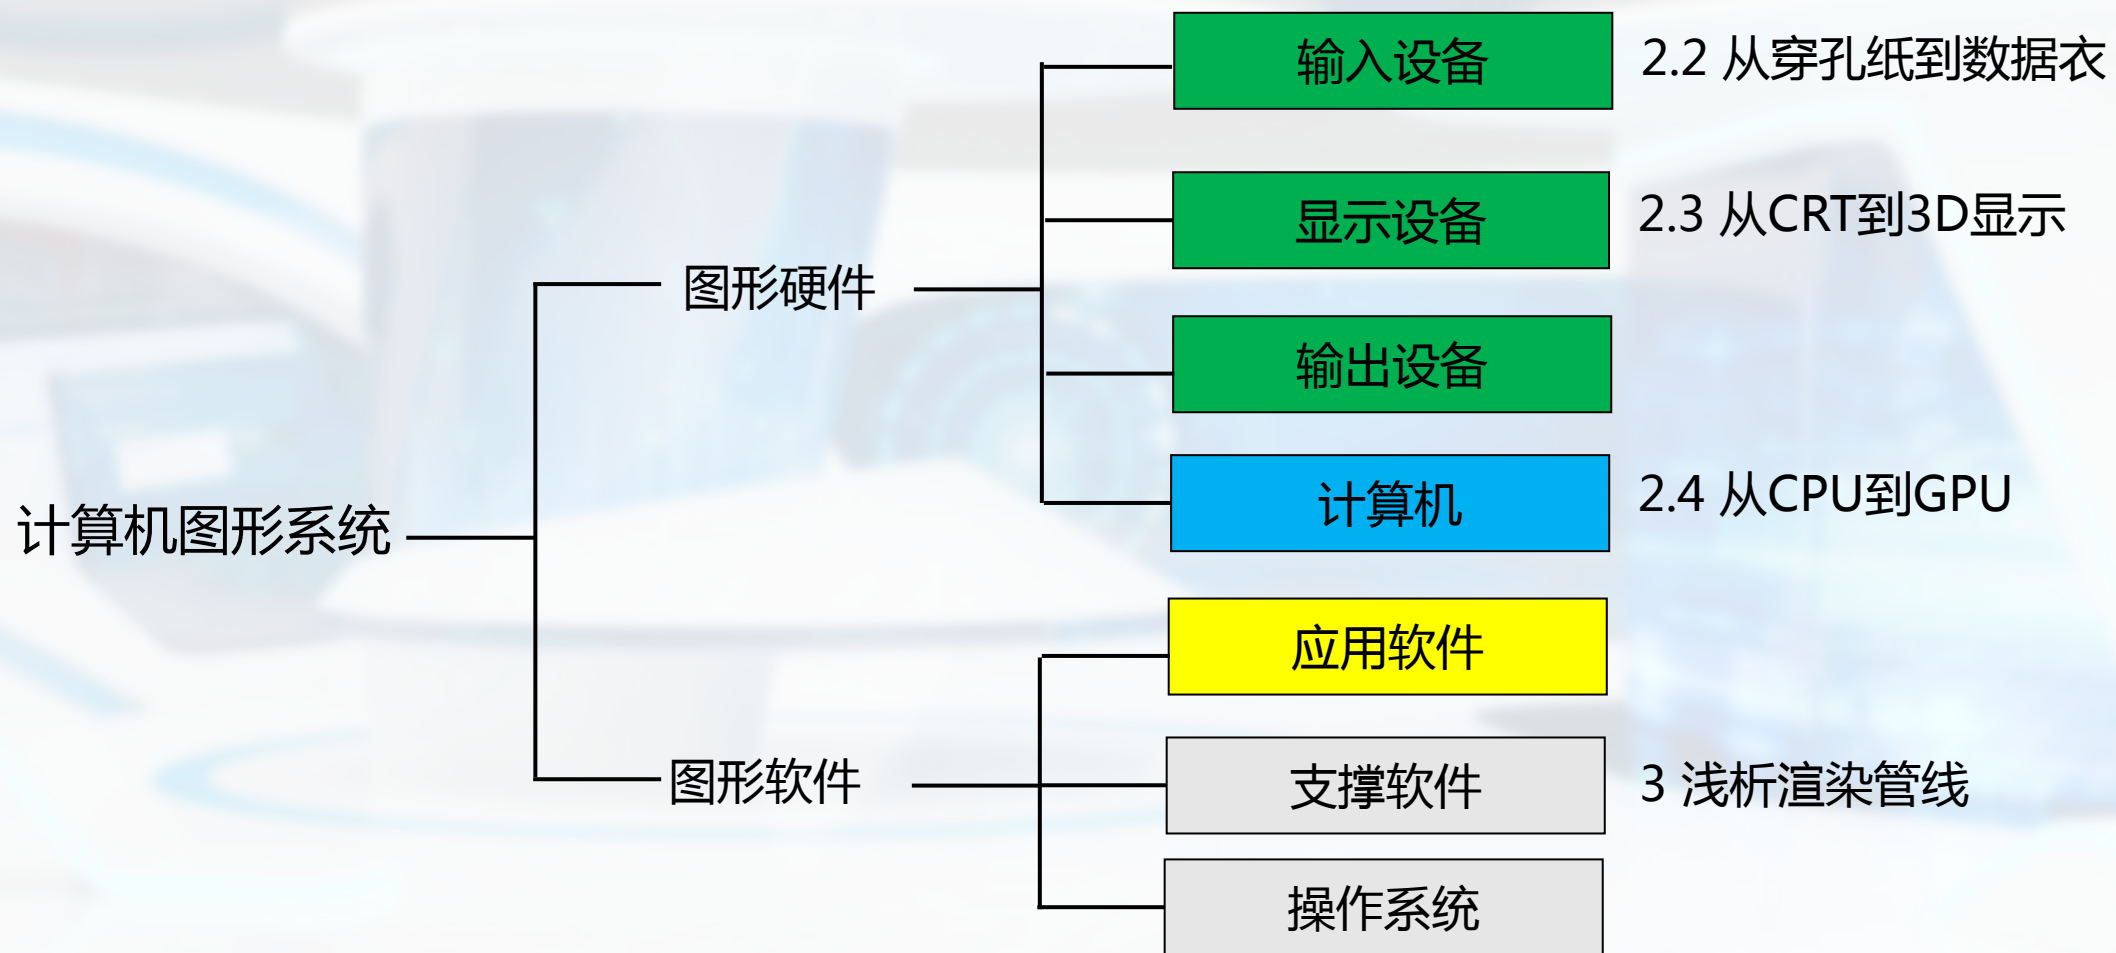 输入设备 2.2 从穿孔纸到数据衣
显示设备 2.3 从CRT到3D显示
图形硬件
输出设备
计算机 2.4 从CPU到GPU
计算机图形系统
应用软件
图形软件
支撑软件 3 浅析渲染管线
操作系统